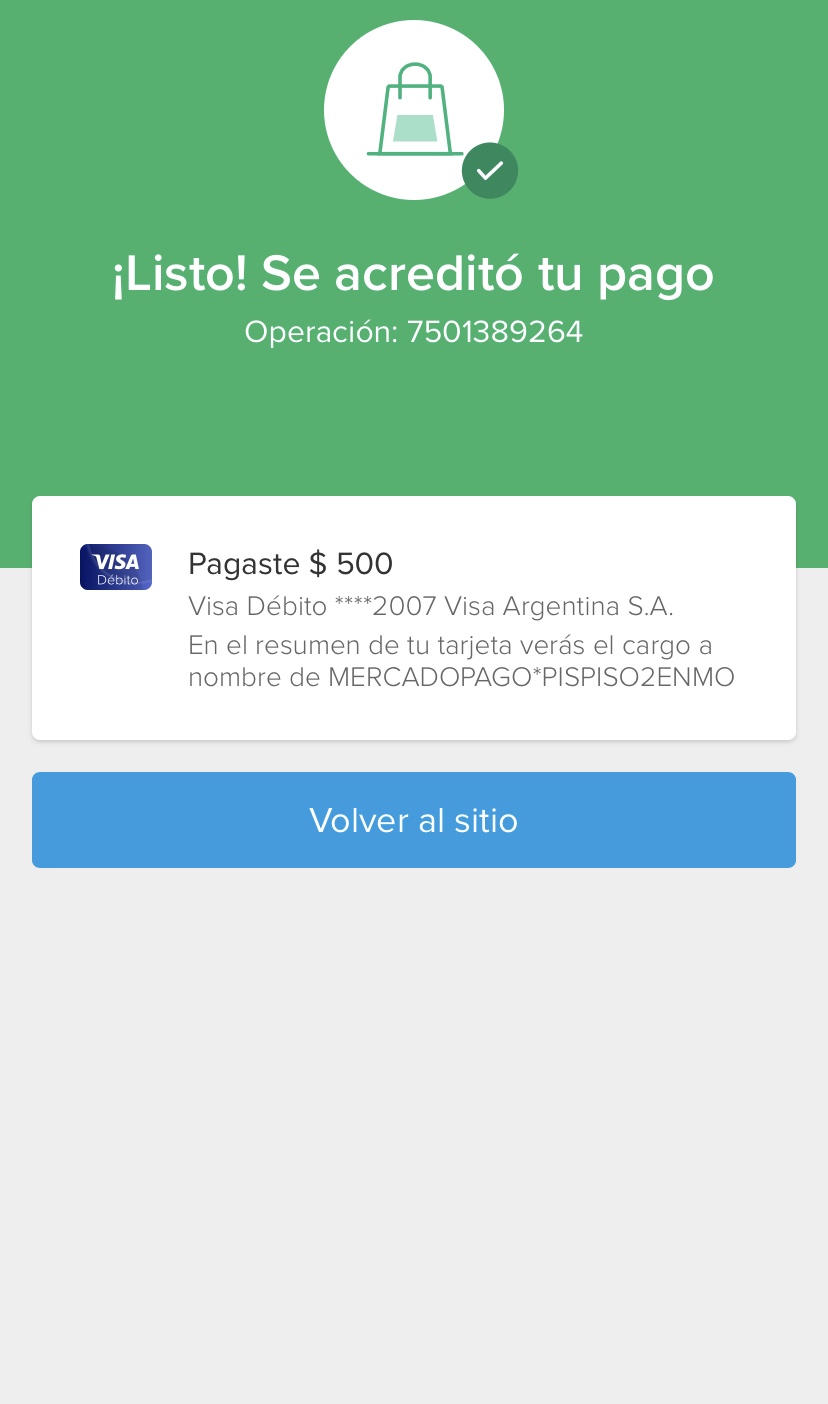 ¡Listo! Se acreditó tu pago
Operación: 7501389264
VISA
Débito
Pagaste $ 500
Visa Débito ****2007 Visa Argentina S.A.
En el resumen de tu tarjeta verás el cargo a
nombre de MERCADOPAGO*PISPISO2ENMO
Volver al sitio